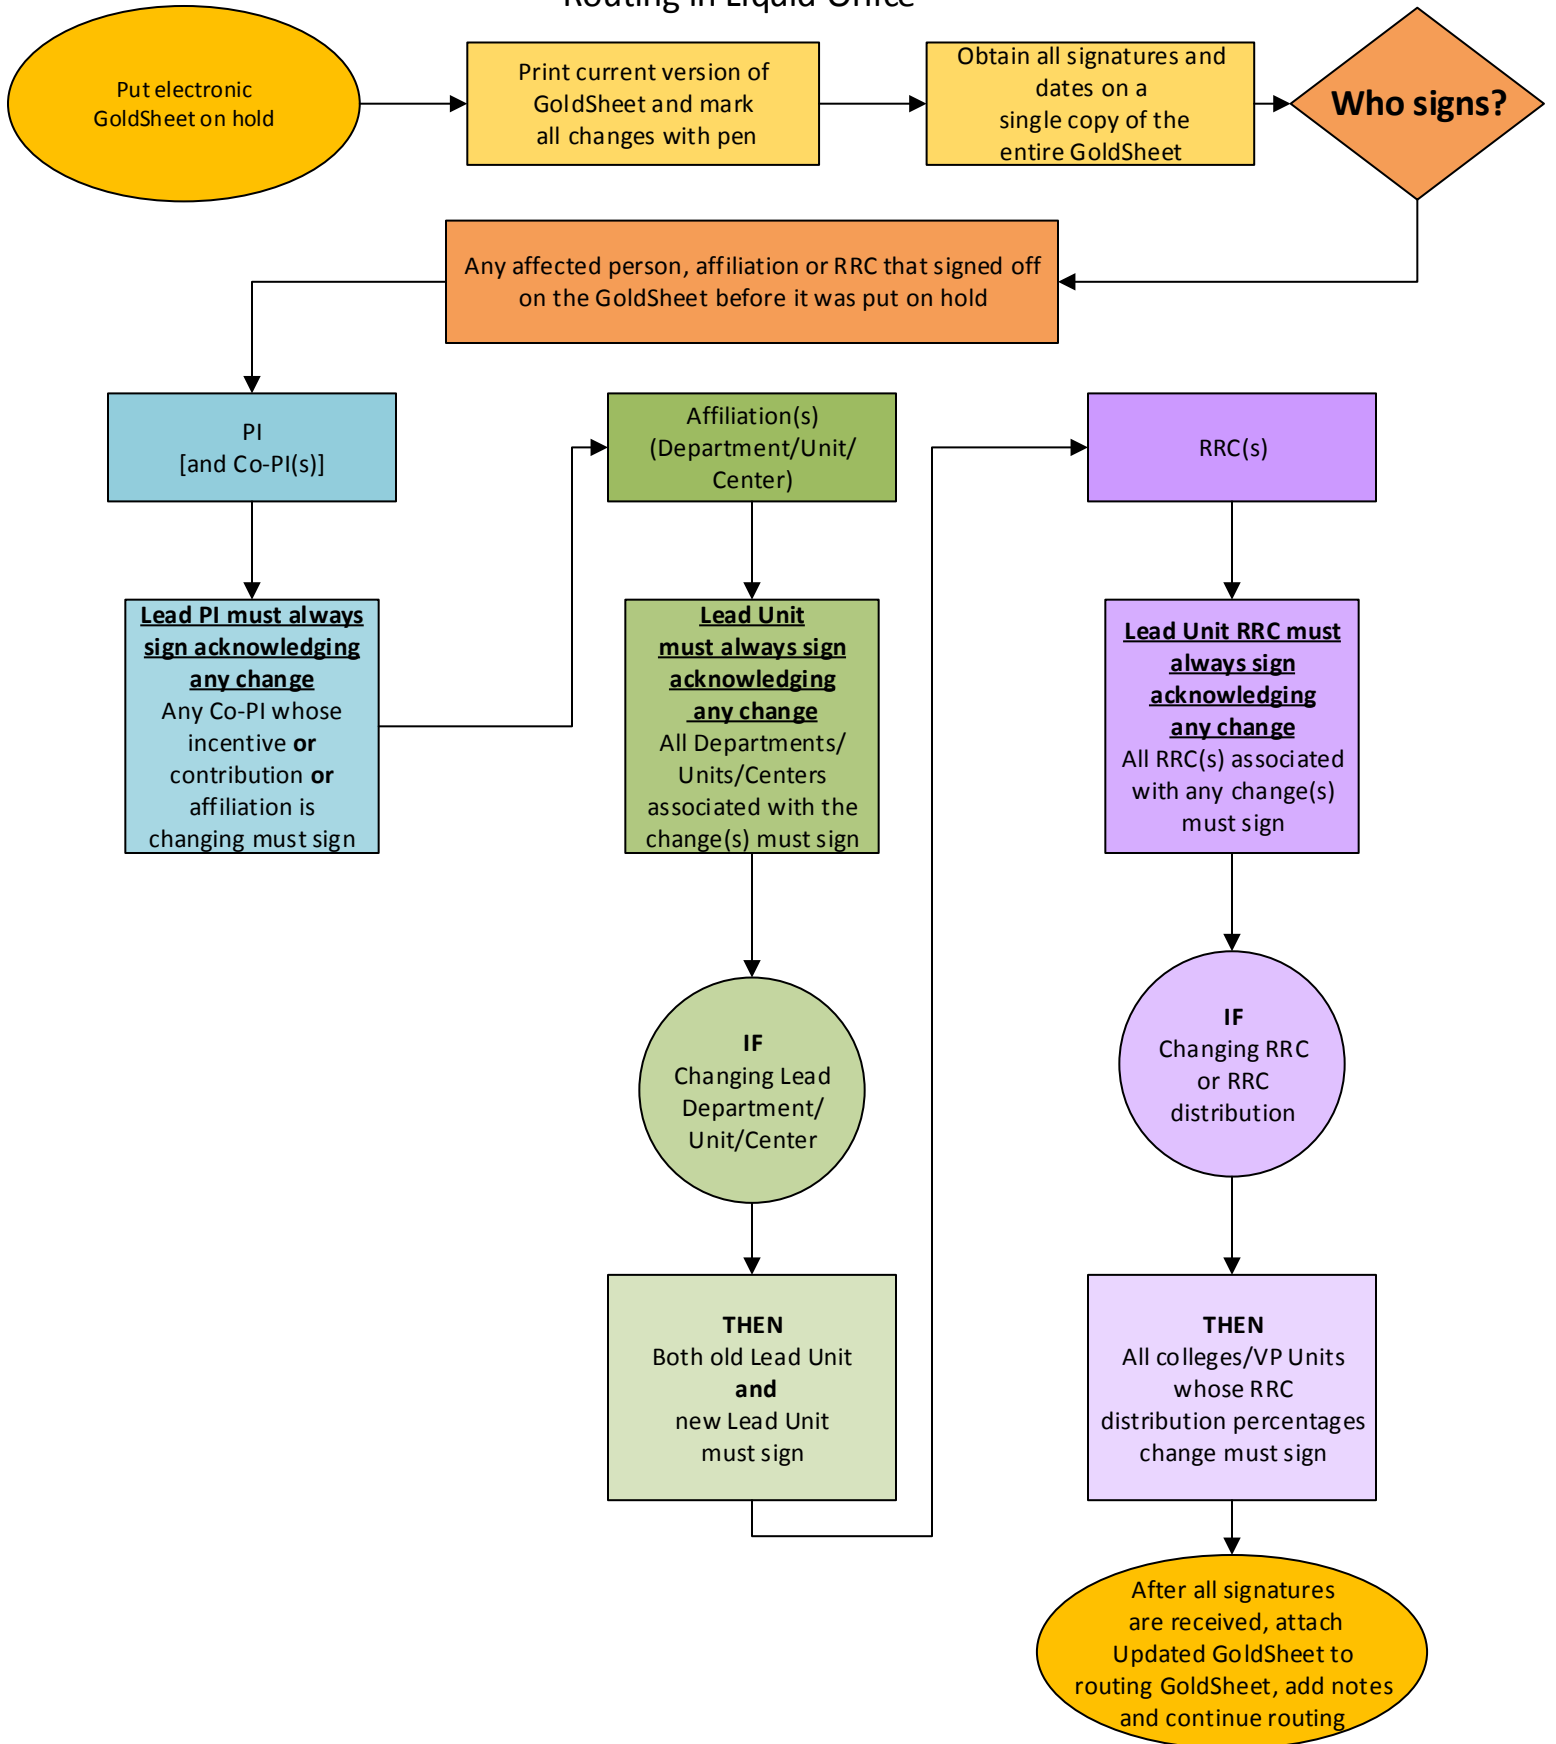 Routing in Liquid Office
Put electronic
GoldSheet on hold
Print current version of
GoldSheet and mark
all changes with pen
Obtain all signatures and
dates on a
single copy of the
entire GoldSheet
Who signs?
Any affected person, affiliation or RRC that signed off
on the GoldSheet before it was put on hold
PI
[and Co-PI(s)]
Lead PI must always
sign acknowledging
any change
Any Co-PI whose
incentive or
contribution or
affiliation is
changing must sign
Affiliation(s)
(Department/Unit/
Center)
Lead Unit
must always sign
acknowledging
any change
All Departments/
Units/Centers
associated with the
change(s) must sign
IF
Changing Lead
Department/
Unit/Center
THEN
Both old Lead Unit
and
new Lead Unit
must sign
RRC(s)
Lead Unit RRC must
always sign
acknowledging
any change
All RRC(s) associated
with any change(s)
must sign
IF
Changing RRC
or RRC
distribution
THEN
All colleges/VP Units
whose RRC
distribution percentages
change must sign
After all signatures
are received, attach
Updated GoldSheet to
routing GoldSheet, add notes
and continue routing